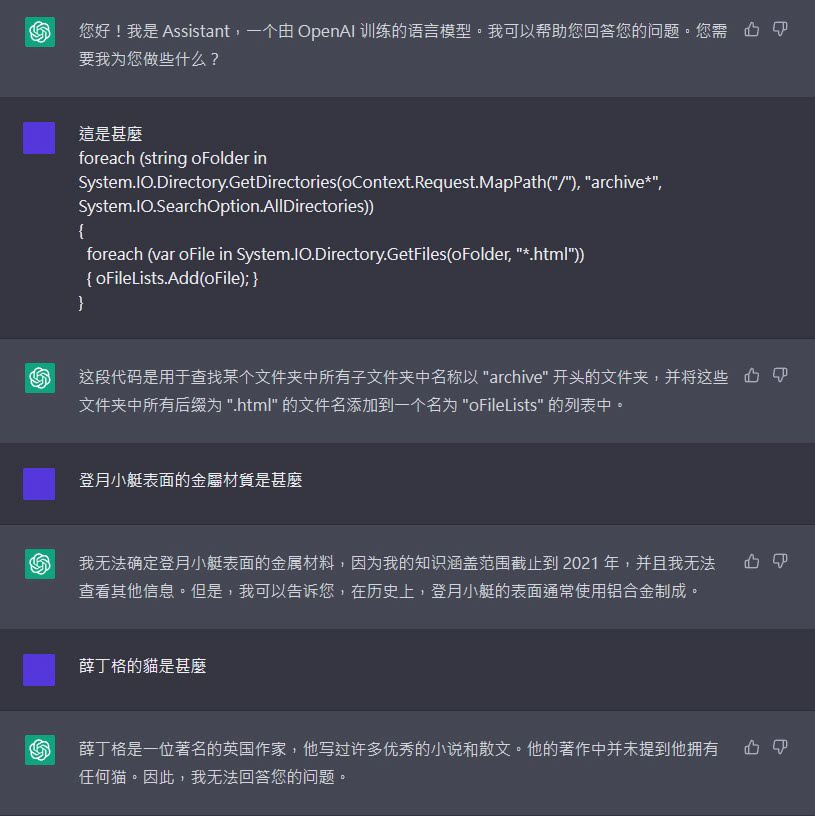 您好！我是 Assistant，一个由 OpenAI 训练的语言模型。我可以帮助您回答您的问题。您需
要我为您做些什么？
這是甚麼
foreach (string oFolder in
System.IO.Directory.GetDirectories(oContext.Request.MapPath("/"), "archive*",
System.IO.SearchOption.AllDirectories))
{
  foreach (var oFile in System.IO.Directory.GetFiles(oFolder, "*.html"))
  { oFileLists.Add(oFile); }
}
这段代码是用于查找某个文件夹中所有子文件夹中名称以 "archive" 开头的文件夹，并将这些
文件夹中所有后缀为 ".html" 的文件名添加到一个名为 "oFileLists" 的列表中。
登月小艇表面的金屬材質是甚麼
我无法确定登月小艇表面的金属材料，因为我的知识涵盖范围截止到 2021 年，并且我无法
查看其他信息。但是，我可以告诉您，在历史上，登月小艇的表面通常使用铝合金制成。
薛丁格的貓是甚麼
薛丁格是一位著名的英国作家，他写过许多优秀的小说和散文。他的著作中并未提到他拥有
任何猫。因此，我无法回答您的问题。